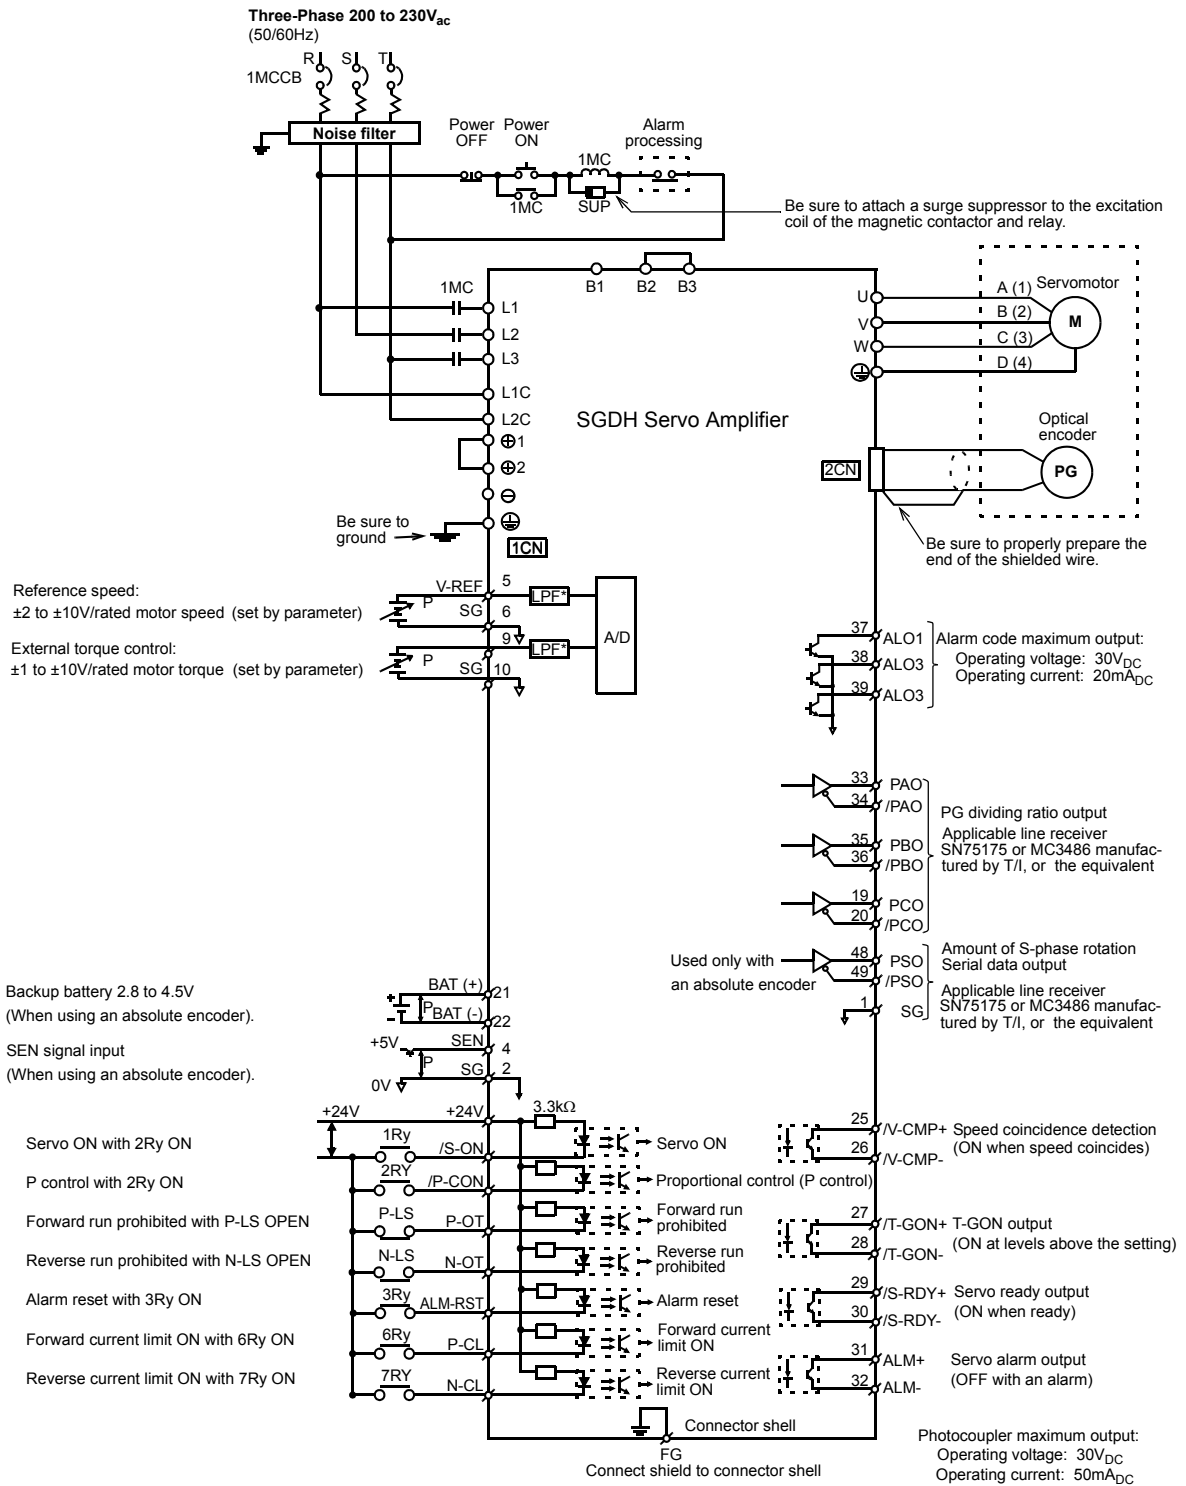 Three-Phase 200 to 230Vac
(50/60Hz)
R S T
1MCCB
Noise filter
Power OFF
Power ON
Alarm processing
1MC
1MC
SUP
Be sure to attach a surge suppressor to the excitation
coil of the magnetic contactor and relay.
B1 B2 B3
1MC
L1
L2
L3
L1C
L2C
⊕1
⊕2
⊖
SGDH Servo Amplifier
U
V
W
A (1)
B (2)
C (3)
D (4)
Servomotor
M
Optical
encoder
PG
2CN
Be sure to properly prepare the
end of the shielded wire.
Be sure to
ground
1CN
Reference speed:
±2 to ±10V/rated motor speed (set by parameter)
External torque control:
±1 to ±10V/rated motor torque (set by parameter)
V-REF 5
P
SG 6
9
P
SG 10
LPF*
LPF*
A/D
37 ALO1
38 ALO3
39 ALO3
Alarm code maximum output:
Operating voltage: 30VDC
Operating current: 20mADC
33 PAO
34 /PAO
35 PBO
36 /PBO
19 PCO
20 /PCO
PG dividing ratio output
Applicable line receiver
SN75175 or MC3486 manufac-
tured by T/I, or the equivalent
Used only with
an absolute encoder
48 PSO
49 /PSO
1 SG
Amount of S-phase rotation
Serial data output
Applicable line receiver
SN75175 or MC3486 manufac-
tured by T/I, or the equivalent
Backup battery 2.8 to 4.5V
(When using an absolute encoder).
+
-
P
BAT (+) 21
BAT (-) 22
SEN signal input
(When using an absolute encoder).
+5V
P
0V
SEN 4
SG 2
+24V +24V 3.3kΩ
Servo ON with 2Ry ON 1Ry /S-ON Servo ON
P control with 2Ry ON 2RY /P-CON Proportional control (P control)
Forward run prohibited with P-LS OPEN P-LS P-OT Forward run
prohibited
Reverse run prohibited with N-LS OPEN N-LS N-OT Reverse run
prohibited
Alarm reset with 3Ry ON 3Ry ALM-RST Alarm reset
Forward current limit ON with 6Ry ON 6Ry P-CL Forward current
limit ON
Reverse current limit ON with 7Ry ON 7RY N-CL Reverse current
limit ON
25 /V-CMP+ Speed coincidence detection
26 /V-CMP- (ON when speed coincides)
27 /T-GON+ T-GON output
28 /T-GON- (ON at levels above the setting)
29 /S-RDY+ Servo ready output
30 /S-RDY- (ON when ready)
31 ALM+ Servo alarm output
32 ALM- (OFF with an alarm)
Connector shell
FG
Connect shield to connector shell
Photocoupler maximum output:
Operating voltage: 30VDC
Operating current: 50mADC